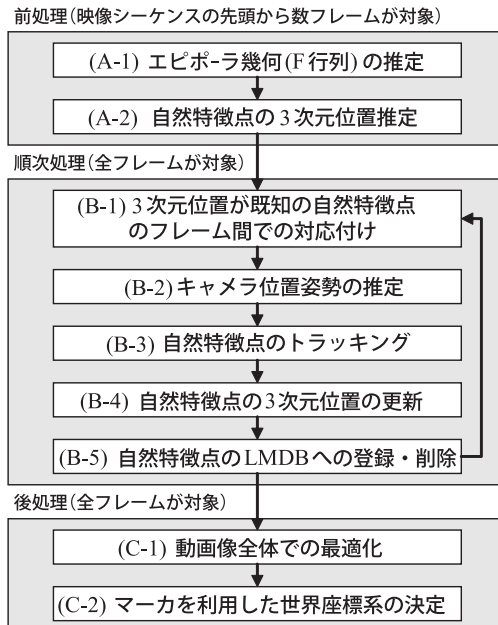 前処理(映像シーケンスの先頭から数フレームが対象)
(A-1) エピポーラ幾何(F行列)の推定
(A-2) 自然特徴点の3次元位置推定
順次処理(全フレームが対象)
(B-1) 3次元位置が既知の自然特徴点
のフレーム間での対応付け
(B-2)キャメラ位置姿勢の推定
(B-3) 自然特徴点のトラッキング
(B-4) 自然特徴点の3次元位置の更新
(B-5) 自然特徴点のLMDBへの登録・削除
後処理(全フレームが対象)
(C-1) 動画像全体での最適化
(C-2) マーカを利用した世界座標系の決定